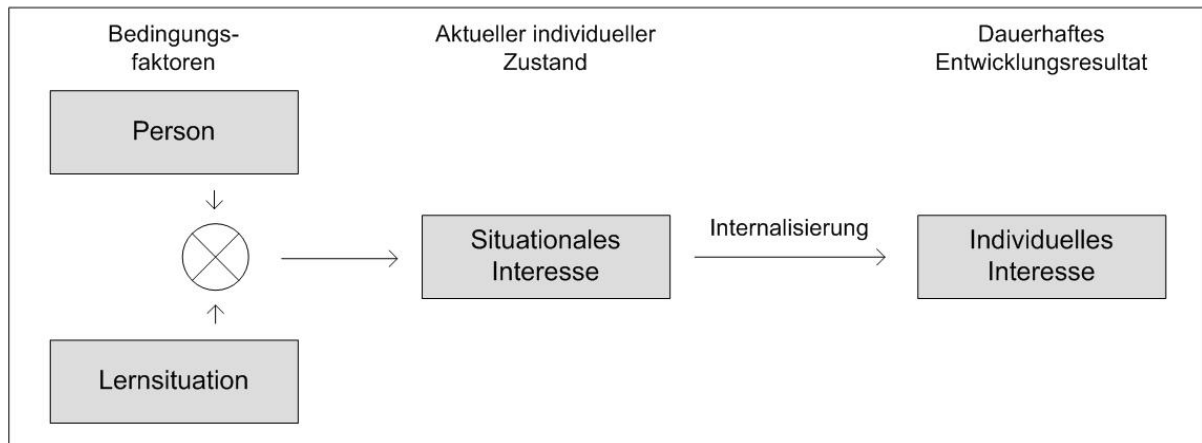 Bedingungs-
faktoren
Aktueller individueller
Zustand
Dauerhaftes
Entwicklungsresultat
Person
Situationales
Interesse
Internalisierung
Individuelles
Interesse
Lernsituation